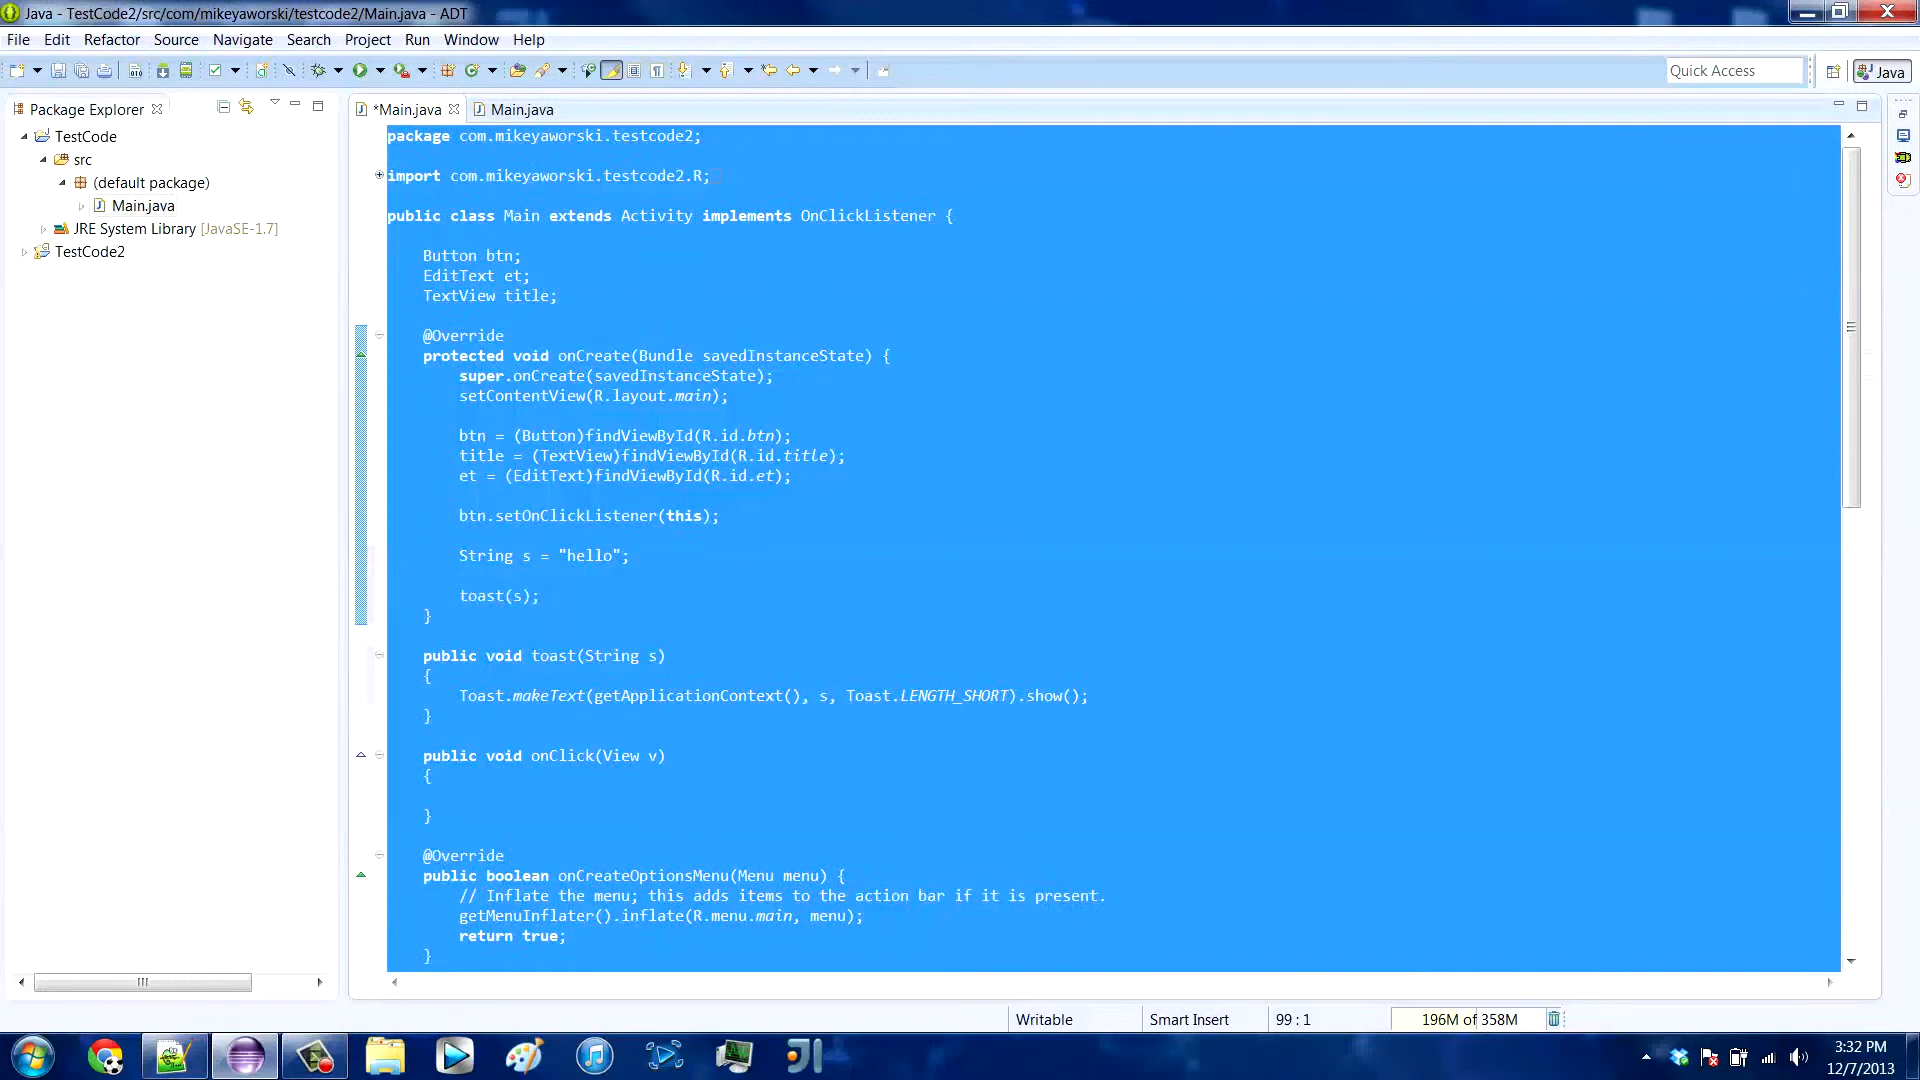 Java - TestCode2/src/com/mikeyaworski/testcode2/Main.java - ADT
File Edit Refactor Source Navigate Search Project Run Window Help
Quick Access
Java
Package Explorer
*Main.java
Main.java
TestCode
src
(default package)
Main.java
JRE System Library [JavaSE-1.7]
TestCode2
package com.mikeyaworski.testcode2;
import com.mikeyaworski.testcode2.R;
public class Main extends Activity implements OnClickListener {
Button btn;
EditText et;
TextView title;
@Override
protected void onCreate(Bundle savedInstanceState) {
super.onCreate(savedInstanceState);
setContentView(R.layout.main);
btn = (Button)findViewById(R.id.btn);
title = (TextView)findViewById(R.id.title);
et = (EditText)findViewById(R.id.et);
btn.setOnClickListener(this);
String s = "hello";
toast(s);
}
public void toast(String s)
{
Toast.makeText(getApplicationContext(), s, Toast.LENGTH_SHORT).show();
}
public void onClick(View v)
{
}
@Override
public boolean onCreateOptionsMenu(Menu menu) {
// Inflate the menu; this adds items to the action bar if it is present.
getMenuInflater().inflate(R.menu.main, menu);
return true;
}
Writable
Smart Insert
99 : 1
196M of 358M
3:32 PM
12/7/2013